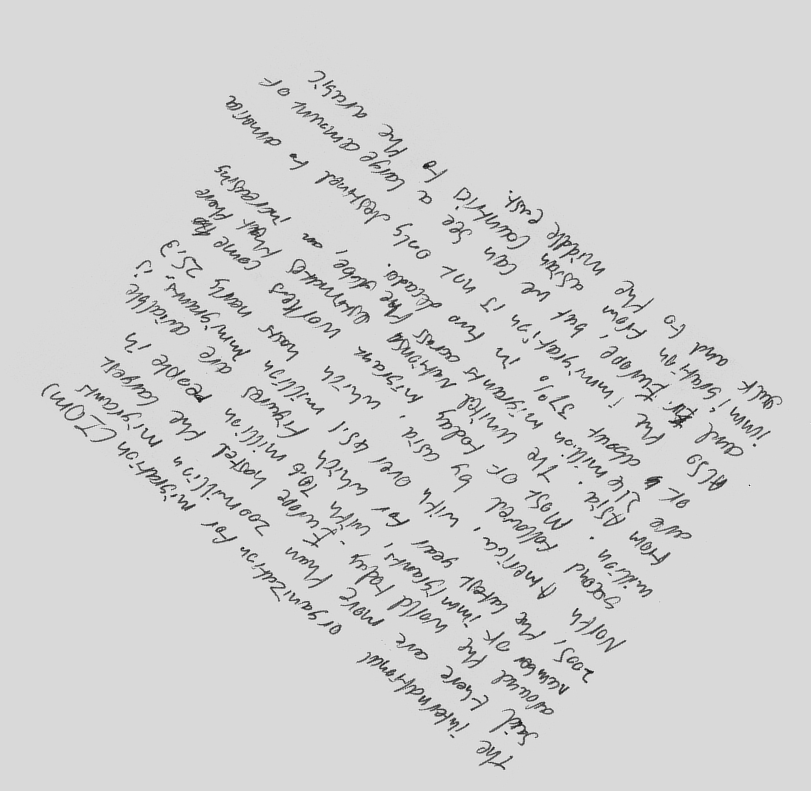 The international organization for migration (IOM)
said there are more than 200 million migrants
around the world today. Europe hosted the largest
number of immigrants, with 70.6 million people in
2005, the latest year for which figures are avidible
North America, with over 45.1 million immigrants, is
second followed by asia, which hosts nearly 25.3
million. Most of today migrant workers come
from Asia. The united estimates that there
are 214 million migrants across the globe, an increasing
of about 37% in two decads.
Also the immigration is not only destined to america
and Europe, but we can see a large amount of
immigration from asian countries to the arabic
gulf and to the middle east.